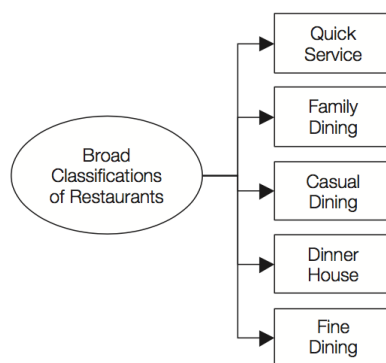 Broad
Classifications
of Restaurants
Quick
Service
Family
Dining
Casual
Dining
Dinner
House
Fine
Dining